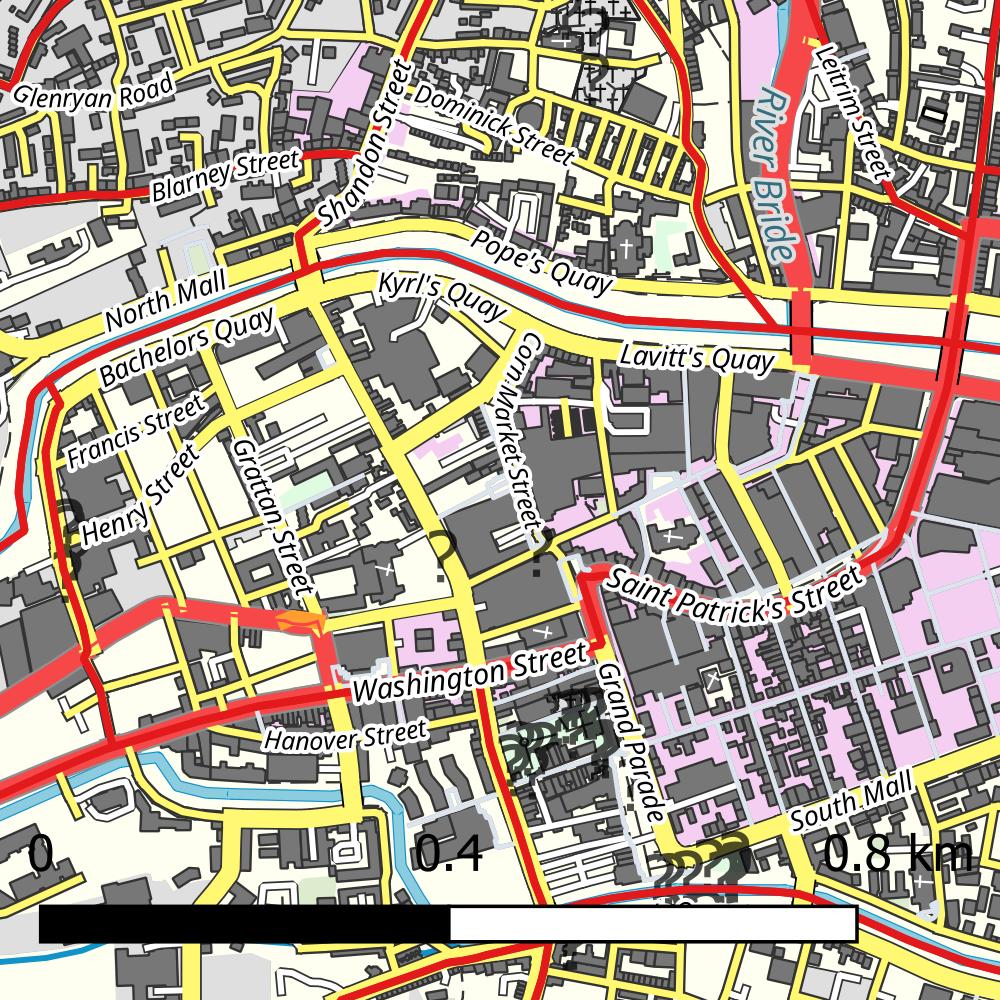 Glenryan Road
Dominick Street
Leitrim Street
Blarney Street
Shandon Street
River Bride
Pope's Quay
North Mall
Kyrl's Quay
Bachelors Quay
Lavitt's Quay
Corn Market Street
Francis Street
Henry Street
Grattan Street
Saint Patrick's Street
Washington Street
Hanover Street
Grand Parade
South Mall
0 0.4 0.8 km